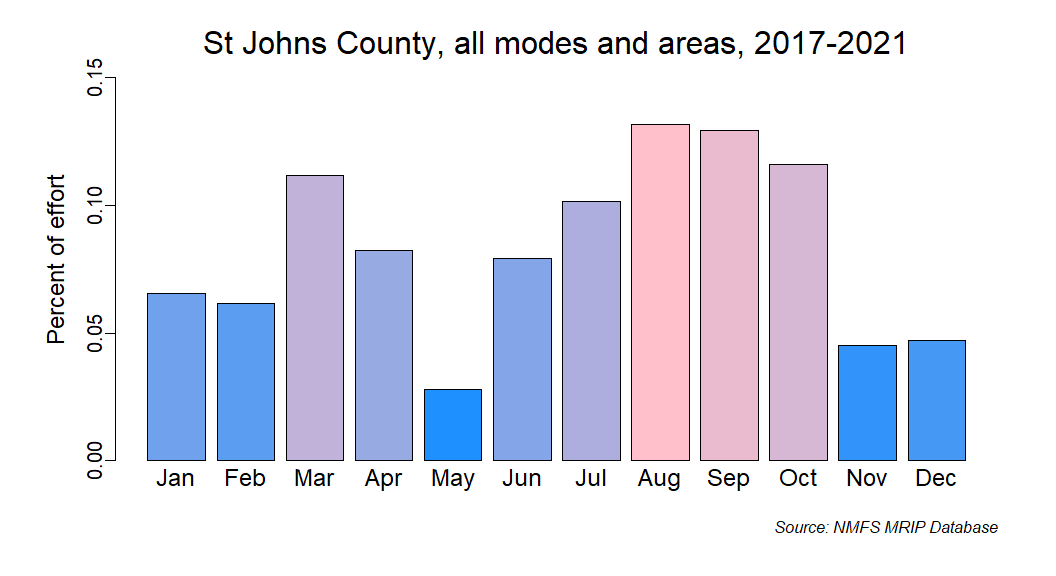 St Johns County, all modes and areas, 2017-2021
Percent of effort
0.15
0.10
0.05
0.00
Jan Feb Mar Apr May Jun Jul Aug Sep Oct Nov Dec
Source: NMFS MRIP Database